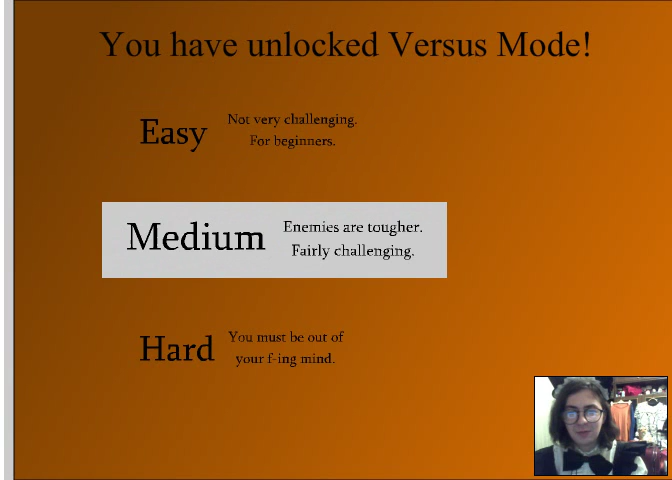 You have unlocked Versus Mode!
Easy
Not very challenging.
For beginners.
Medium
Enemies are tougher.
Fairly challenging.
Hard
You must be out of
your f-ing mind.